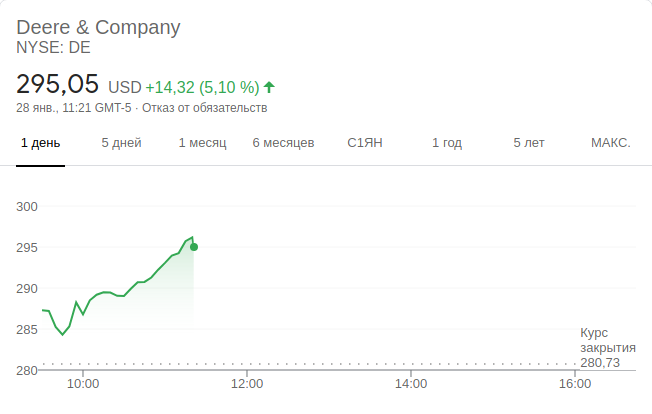 Deere & Company
NYSE: DE
295,05 USD +14,32 (5,10 %)
28 янв., 11:21 GMT-5 · Отказ от обязательств
1 день 5 дней 1 месяц 6 месяцев С1ЯН 1 год 5 лет МАКС.
300
295
290
285
Курс
закрытия
280,73
280
10:00 12:00 14:00 16:00